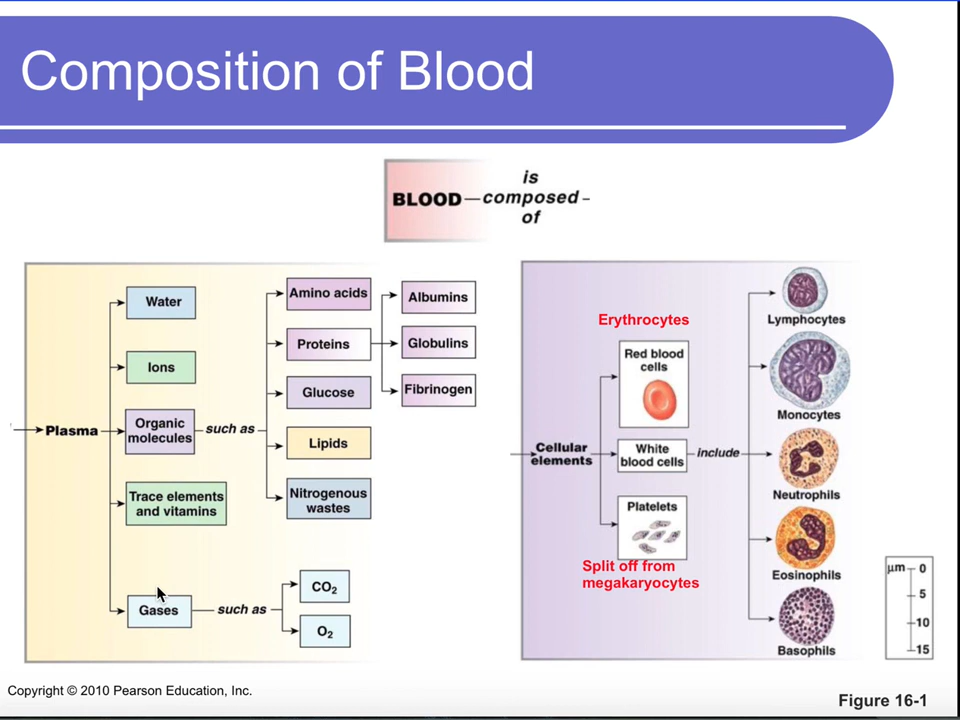 Composition of Blood
BLOOD
is
composed
of
Plasma
Water
Ions
Organic
molecules
such as
Trace elements
and vitamins
Gases
such as
Amino acids
Proteins
Glucose
Lipids
Nitrogenous
wastes
Albumins
Globulins
Fibrinogen
CO₂
O₂
Cellular
elements
Erythrocytes
Red blood
cells
White
blood cells
include
Platelets
Split off from
megakaryocytes
Lymphocytes
Monocytes
Neutrophils
Eosinophils
Basophils
µm 0
5
10
15
Copyright © 2010 Pearson Education, Inc.
Figure 16-1